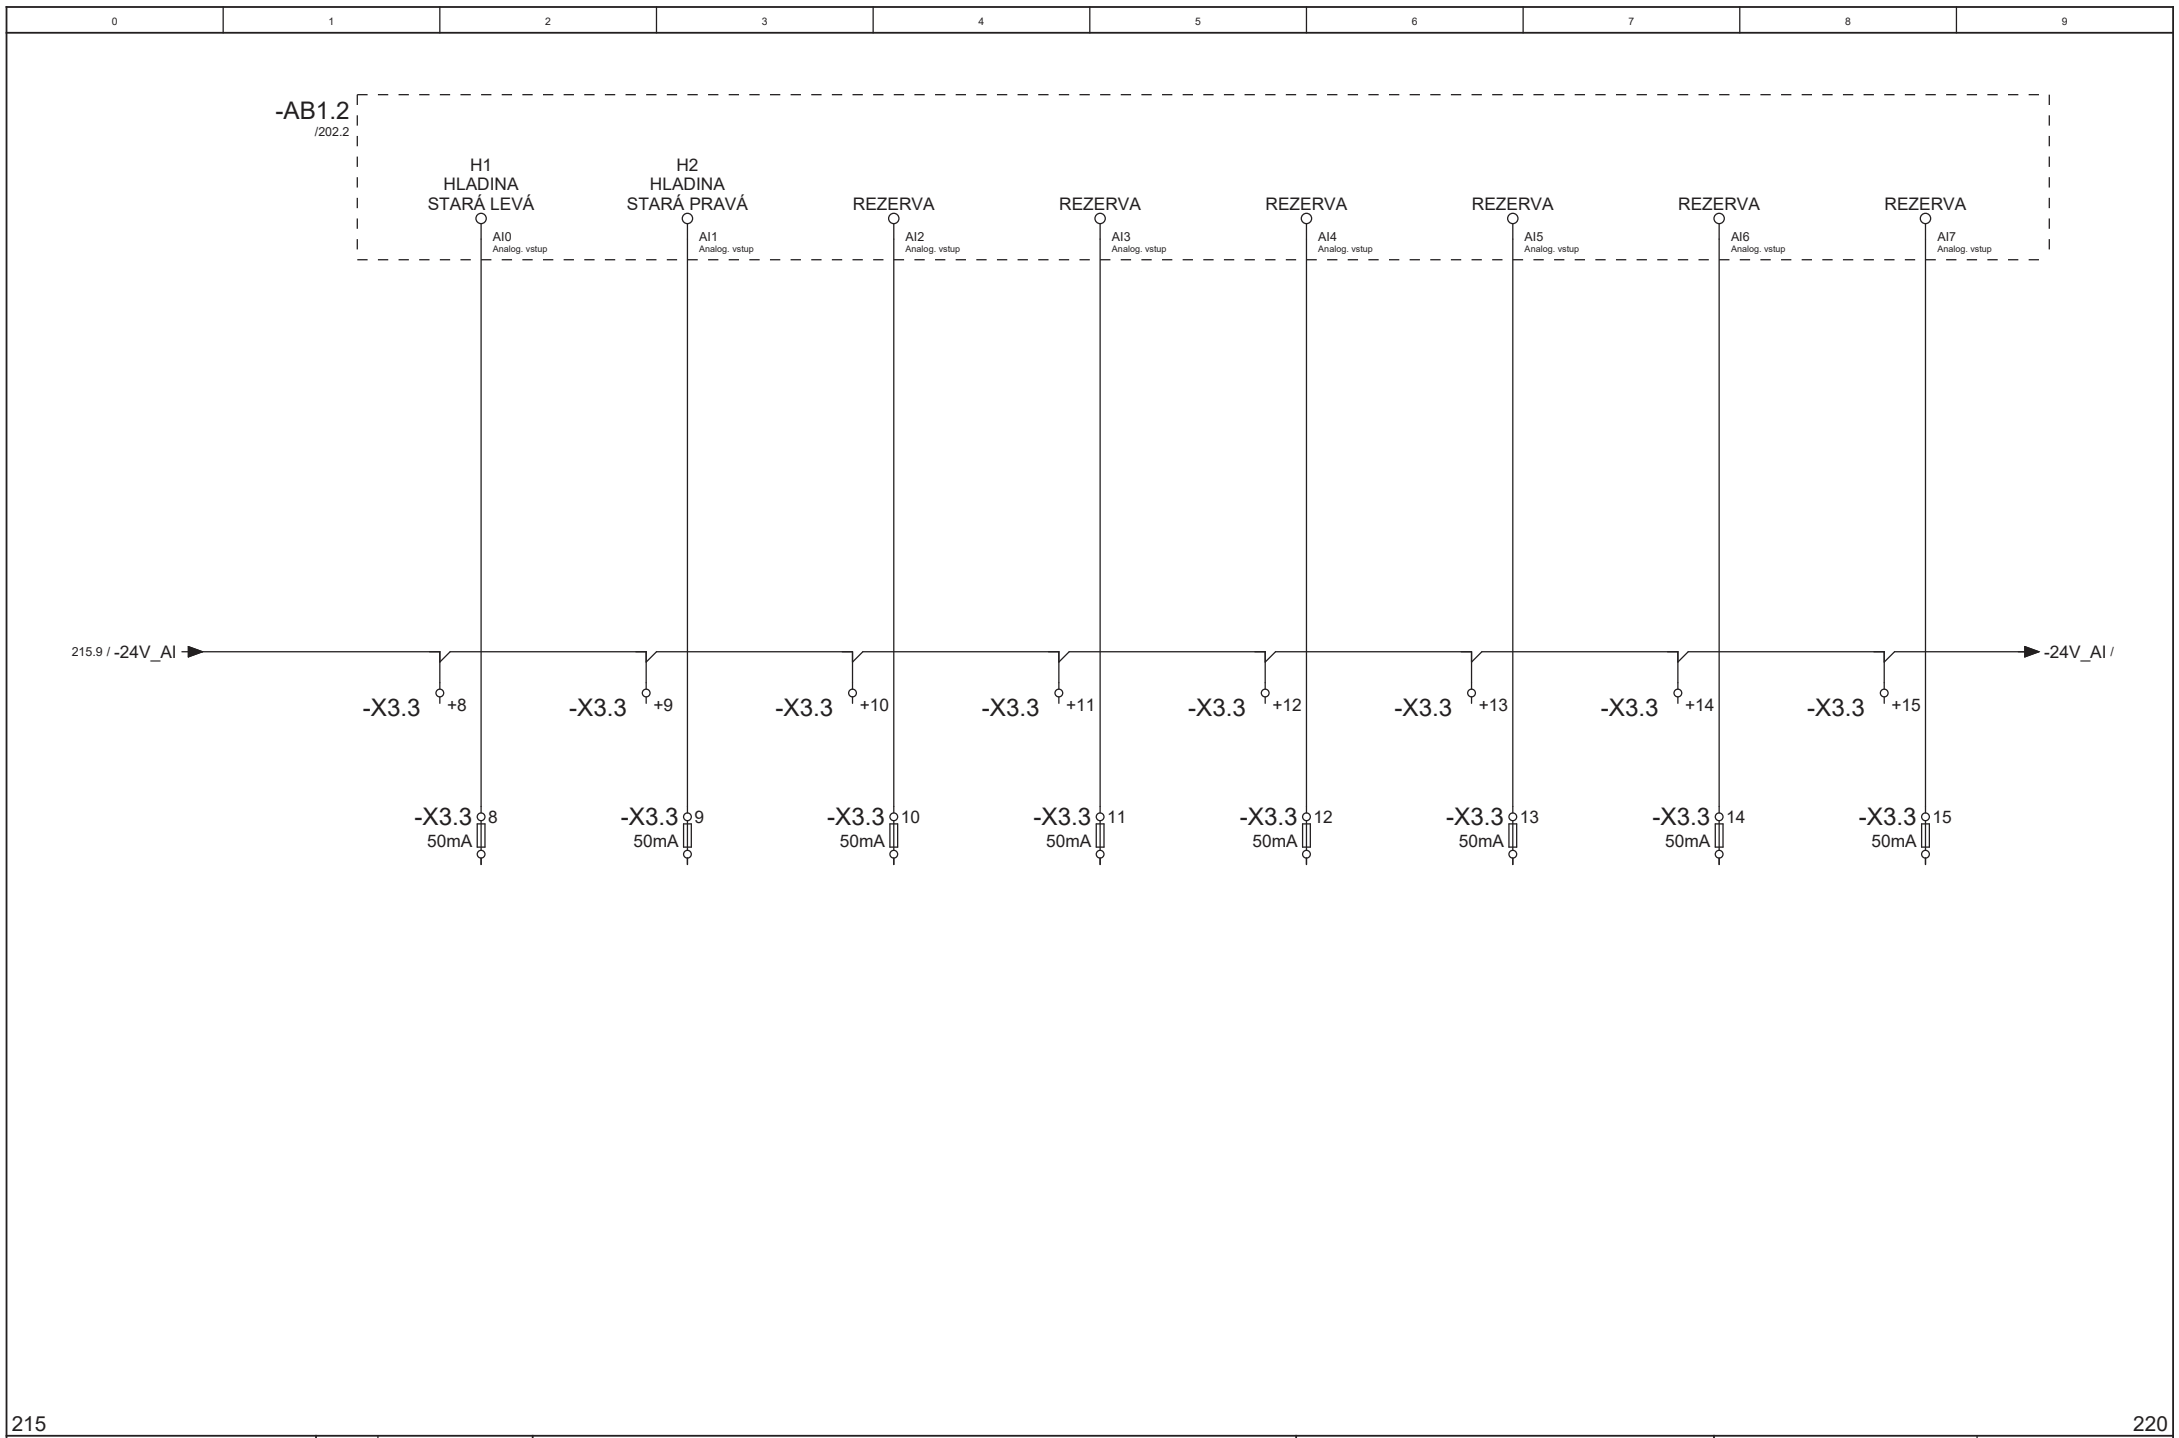 0 1 2 3 4 5 6 7 8 9
-AB1.2
/202.2
H1
HLADINA
STARÁ LEVÁ
H2
HLADINA
STARÁ PRAVÁ
REZERVA
REZERVA
REZERVA
REZERVA
REZERVA
REZERVA
AI0
Analog. vstup
AI1
Analog. vstup
AI2
Analog. vstup
AI3
Analog. vstup
AI4
Analog. vstup
AI5
Analog. vstup
AI6
Analog. vstup
AI7
Analog. vstup
215.9 / -24V_AI
-24V_AI /
-X3.3 +8
-X3.3 +9
-X3.3 +10
-X3.3 +11
-X3.3 +12
-X3.3 +13
-X3.3 +14
-X3.3 +15
-X3.3 8
50mA
-X3.3 9
50mA
-X3.3 10
50mA
-X3.3 11
50mA
-X3.3 12
50mA
-X3.3 13
50mA
-X3.3 14
50mA
-X3.3 15
50mA
215
220